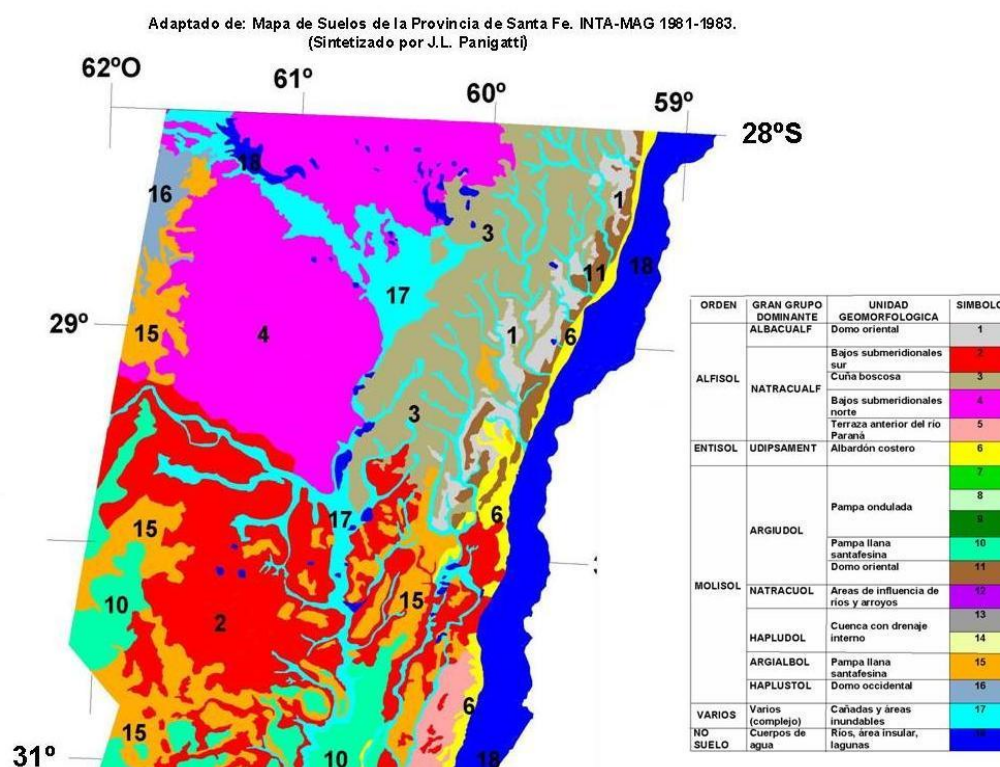 Adaptado de: Mapa de Suelos de la Provincia de Santa Fe. INTA-MAG 1981-1983.
(Sintetizado por J.L. Panigatti)
62ºO
61º
60º
59º
28ºS
18
16
1
3
11
18
17
29º
15
4
1
6
3
17
6
15
10
2
15
6
15
10
18
31º
ORDEN GRAN GRUPO DOMINANTE UNIDAD GEOMORFOLOGICA SIMBOLO
ALFISOL ALBACUALF Domo oriental 1
NATRACUALF Bajos submeridionales sur 2
Cuña boscosa 3
Bajos submeridionales norte 4
Terraza anterior del río Paraná 5
ENTISOL UDIPSAMENT Albardón costero 6
MOLISOL ARGIUDOL Pampa ondulada 7
8
9
Pampa llana santafesina 10
Domo oriental 11
NATRACUOL Areas de influencia de ríos y arroyos 12
HAPLUDOL Cuenca con drenaje interno 13
14
ARGIALBOL Pampa llana santafesina 15
HAPLUSTOL Domo occidental 16
VARIOS Varios (complejo) Cañadas y áreas inundables 17
NO SUELO Cuerpos de agua Ríos, área insular, lagunas